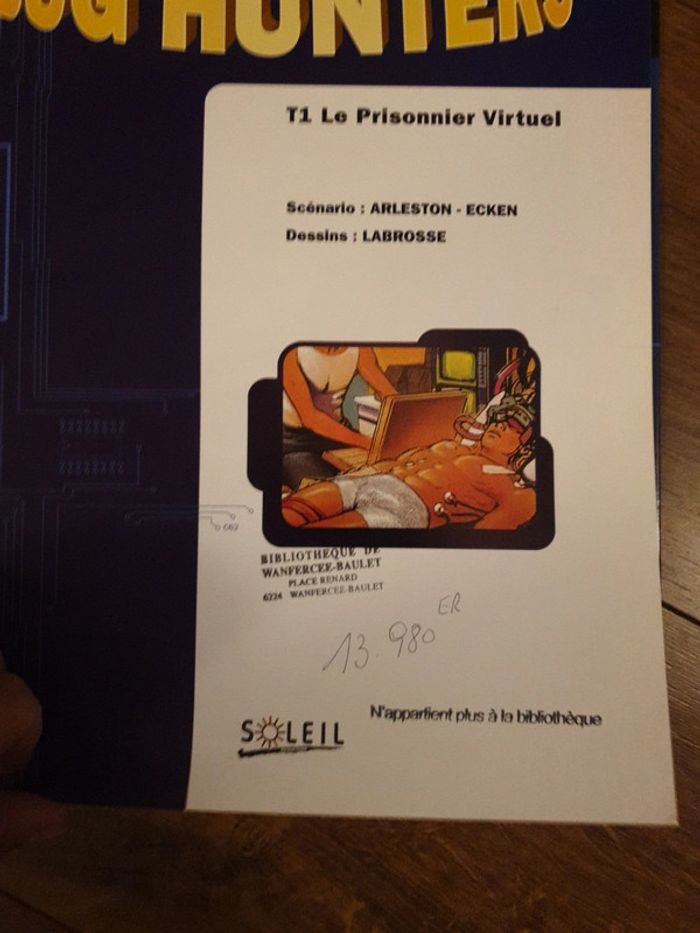 HUNTERS
T1 Le Prisonnier Virtuel
Scénario : ARLESTON - ECKEN
Dessins : LABROSSE
BIBLIOTHEQUE DE
WANFERCEE-BAULET
PLACE RENARD
6224 WANFERCEE-BAULET
ER
13.980
N'appartient plus à la bibliothèque
SOLEIL